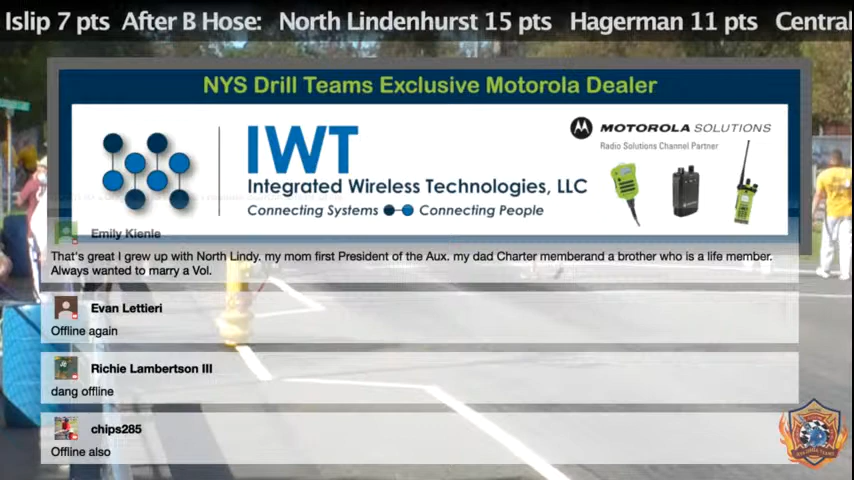 Islip 7 pts After B Hose: North Lindenhurst 15 pts Hagerman 11 pts Central
NYS Drill Teams Exclusive Motorola Dealer
IWT
Integrated Wireless Technologies, LLC
Connecting Systems Connecting People
MOTOROLA SOLUTIONS
Radio Solutions Channel Partner
Emily Kienle
That's great I grew up with North Lindy. my mom first President of the Aux. my dad Charter memberand a brother who is a life member.
Always wanted to marry a Vol.
Evan Lettieri
Offline again
Richie Lambertson III
dang offline
chips285
Offline also